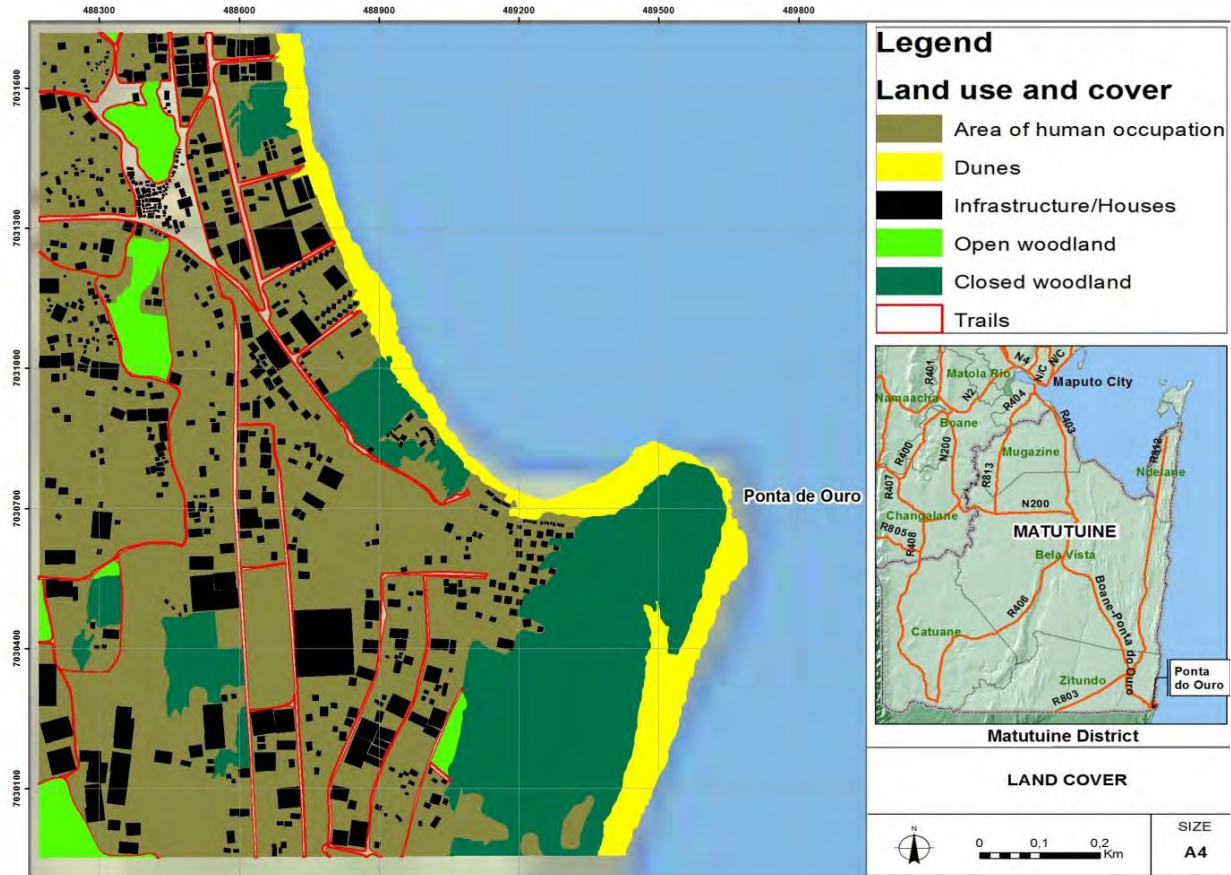 488300
488600
488900
489200
489500
489800
7031600
7031300
7031000
7030700
7030400
7030100
Ponta de Ouro
Legend
Land use and cover
Area of human occupation
Dunes
Infrastructure/Houses
Open woodland
Closed woodland
Trails
R401
N4
N/C
N/C
Matola Rio
N2
Maputo City
Namaacha
R404
Boane
R403
R400
N200
Mugazine
R812
Ndelane
R407
R813
N200
Changalane
R805
R408
MATUTUINE
Bela Vista
R406
Boane-Ponta do Ouro
Catuane
Zitundo
R803
Ponta
do Ouro
Matutuine District
LAND COVER
N
0 0,1 0,2
Km
SIZE
A4